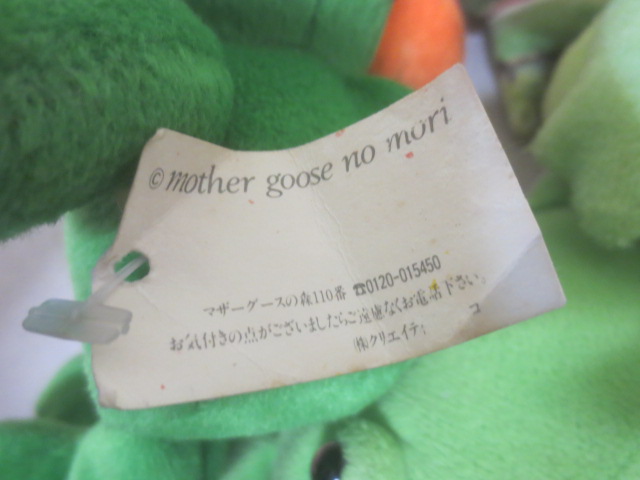 ©mother goose no mori
マザーグースの森110番 ☎0120-015450
お気付きの点がございましたらご遠慮なくお電話下さい。
㈱クリエイティ コ